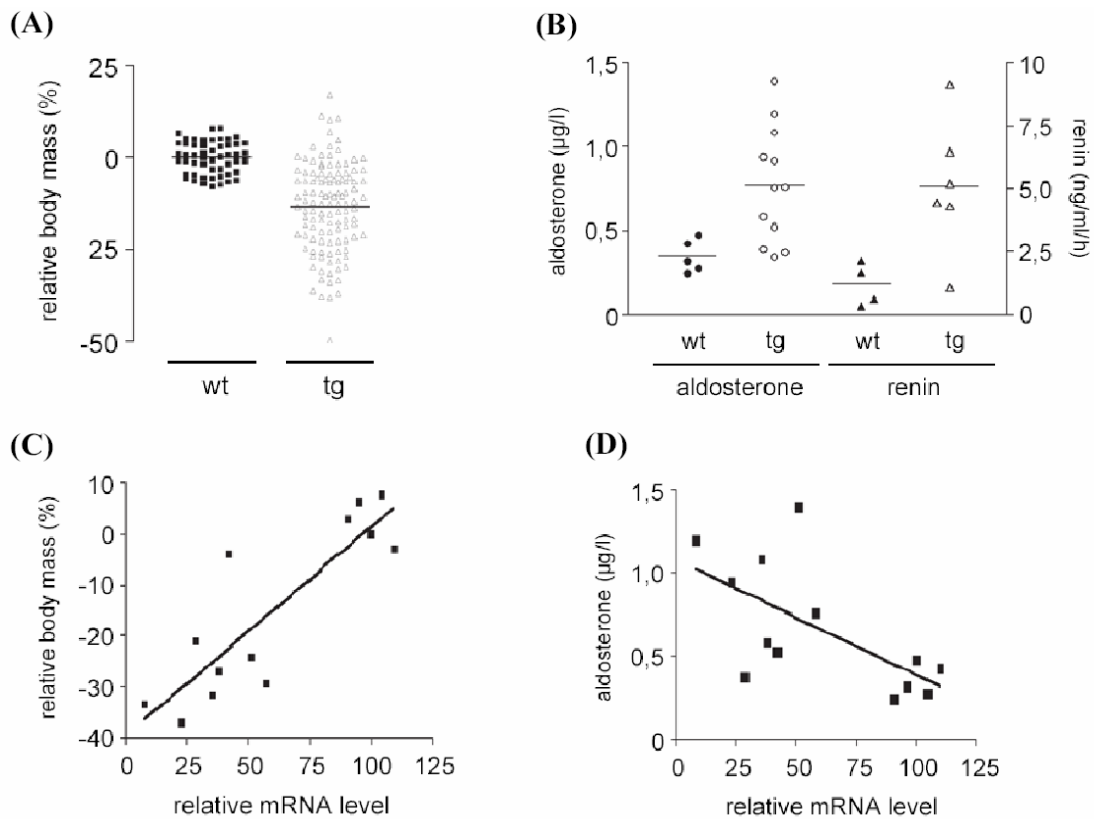 (A)
25
0
25
-50
relative body mass (%)
wt
tg
(B)
1,5
1,0
0,5
0
aldosterone (µg/l)
10
7,5
5,0
2,5
0
renin (ng/ml/h)
wt
tg
wt
tg
aldosterone
renin
(C)
10
0
-10
-20
-30
-40
relative body mass (%)
0
25
50
75
100
125
relative mRNA level
(D)
1,5
1,0
0,5
0
aldosterone (µg/l)
0
25
50
75
100
125
relative mRNA level